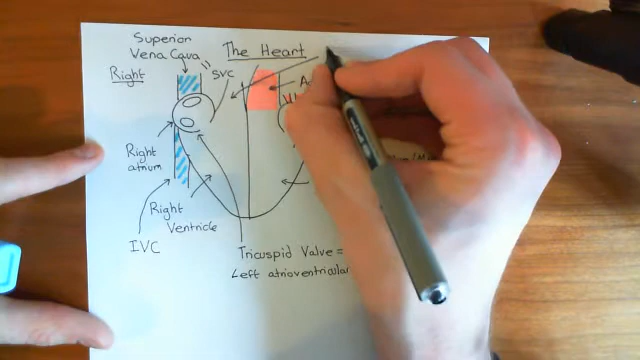 Superior
Vena Cava "
The Heart
SVC
Right
Right
atrium
Right
Ventricle
IVC
Tricuspid Valve =
Left atrioventricular